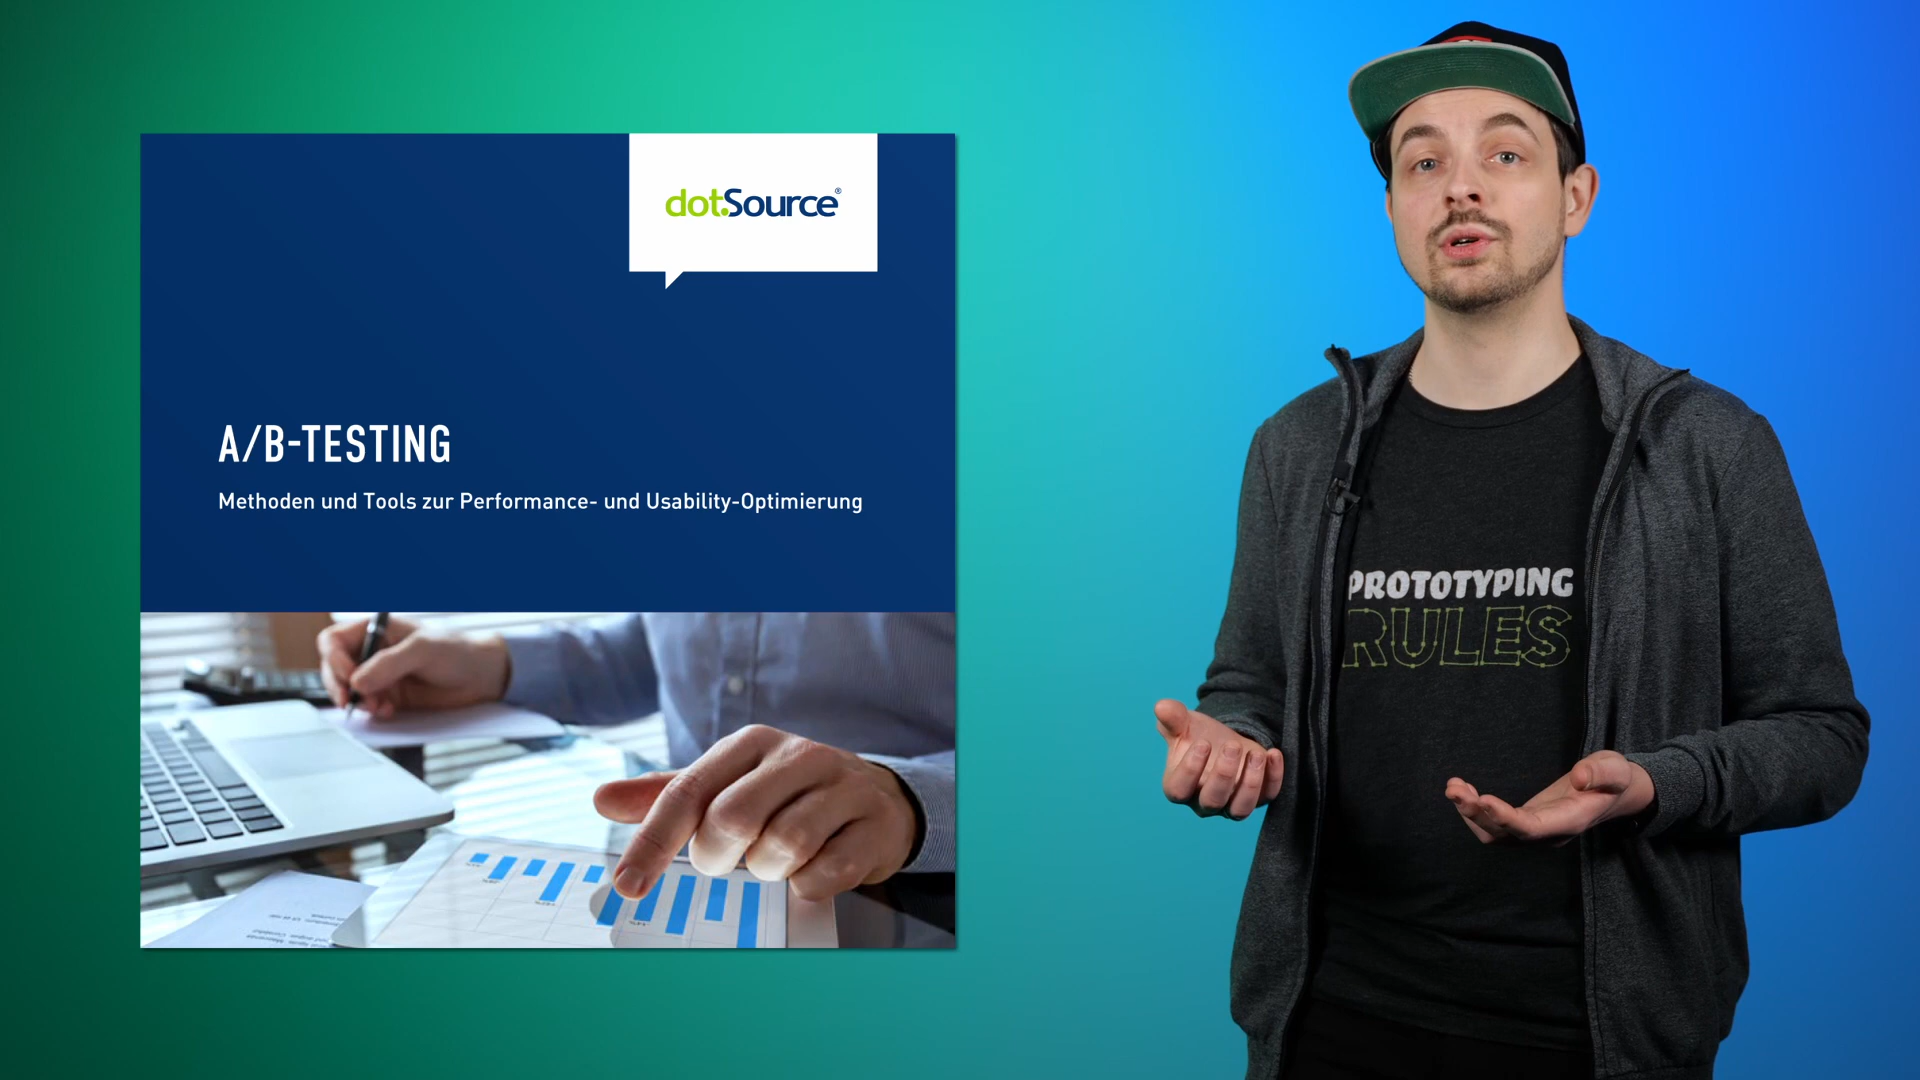 dotSource®
A/B-TESTING
Methoden und Tools zur Performance- und Usability-Optimierung
PROTOTYPING
RULES